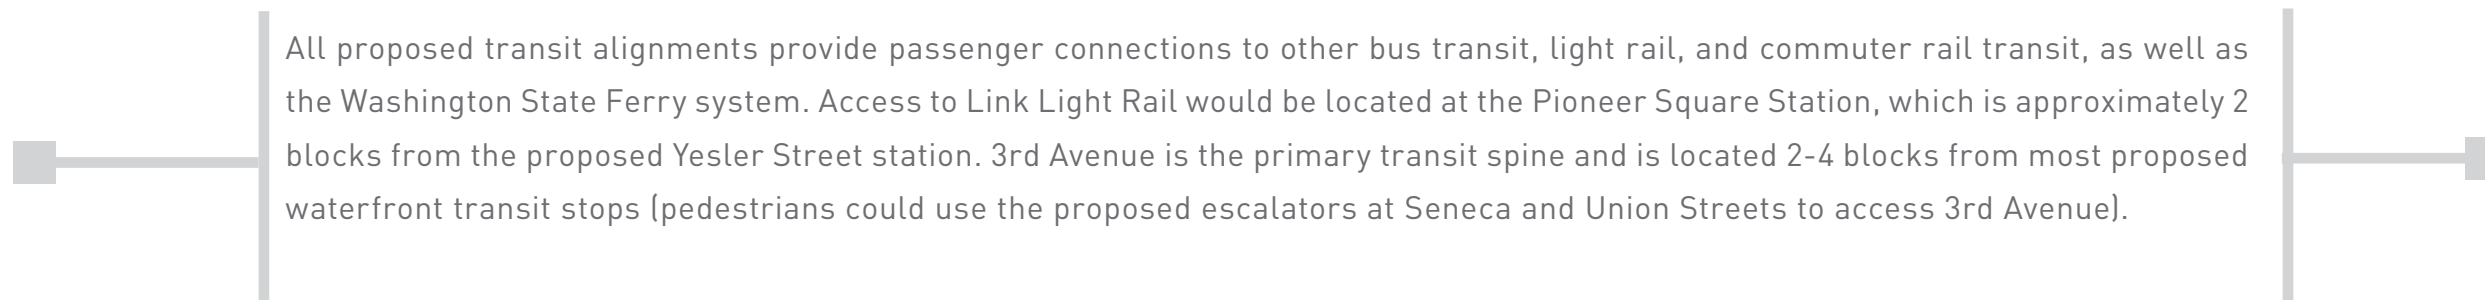 All proposed transit alignments provide passenger connections to other bus transit, light rail, and commuter rail transit, as well as
the Washington State Ferry system. Access to Link Light Rail would be located at the Pioneer Square Station, which is approximately 2
blocks from the proposed Yesler Street station. 3rd Avenue is the primary transit spine and is located 2-4 blocks from most proposed
waterfront transit stops (pedestrians could use the proposed escalators at Seneca and Union Streets to access 3rd Avenue).